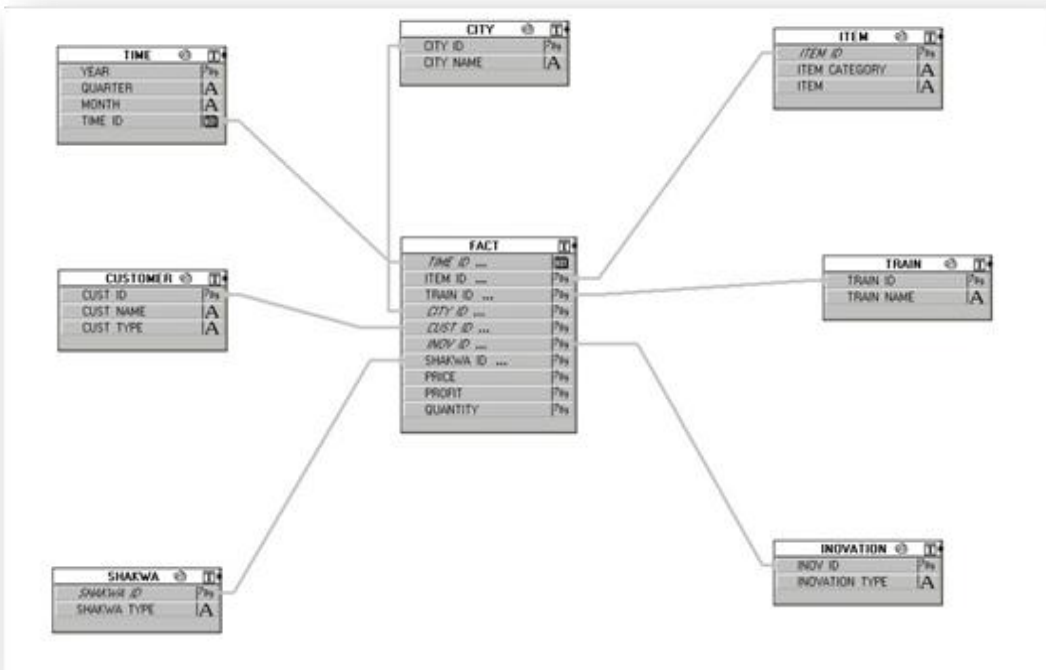 TIME
YEAR
QUARTER
MONTH
TIME ID
CITY
CITY ID
CITY NAME
ITEM
ITEM ID
ITEM CATEGORY
ITEM
CUSTOMER
CUST ID
CUST NAME
CUST TYPE
FACT
TIME ID ...
ITEM ID ...
TRAIN ID ...
CITY ID ...
CUST ID ...
INOV ID ...
SHAKWA ID ...
PRICE
PROFIT
QUANTITY
TRAIN
TRAIN ID
TRAIN NAME
SHAKWA
SHAKWA ID
SHAKWA TYPE
INOVATION
INOV ID
INOVATION TYPE